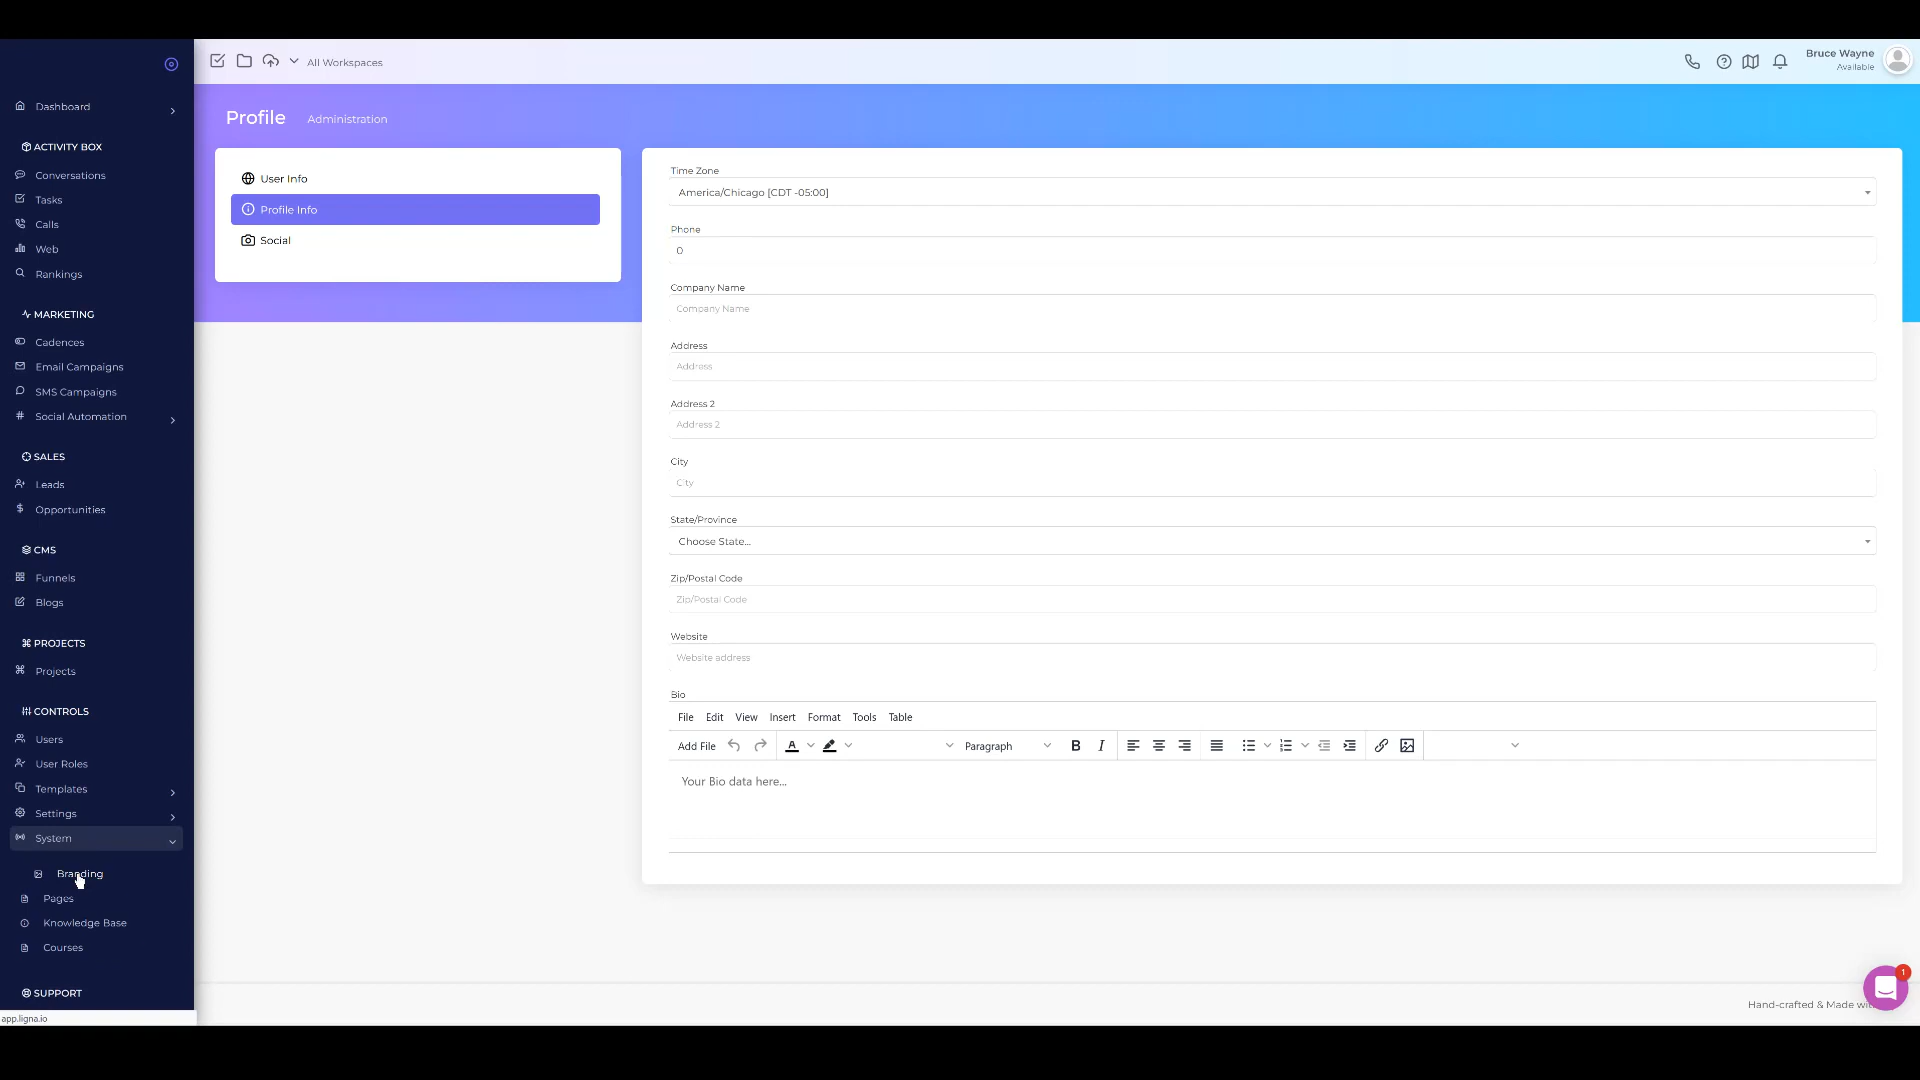 All Workspaces
Bruce Wayne
Available
Dashboard
ACTIVITY BOX
Conversations
Tasks
Calls
Web
Rankings
MARKETING
Cadences
Email Campaigns
SMS Campaigns
Social Automation
SALES
Leads
Opportunities
CMS
Funnels
Blogs
PROJECTS
Projects
CONTROLS
Users
User Roles
Templates
Settings
System
Branding
Pages
Knowledge Base
Courses
SUPPORT
app.ligna.io
Profile Administration
User Info
Profile Info
Social
Time Zone
America/Chicago [CDT -05:00]
Phone
0
Company Name
Company Name
Address
Address
Address 2
Address 2
City
City
State/Province
Choose State...
Zip/Postal Code
Zip/Postal Code
Website
Website address
Bio
File Edit View Insert Format Tools Table
Add File A Paragraph B I
Your Bio data here...
1
Hand-crafted & Made